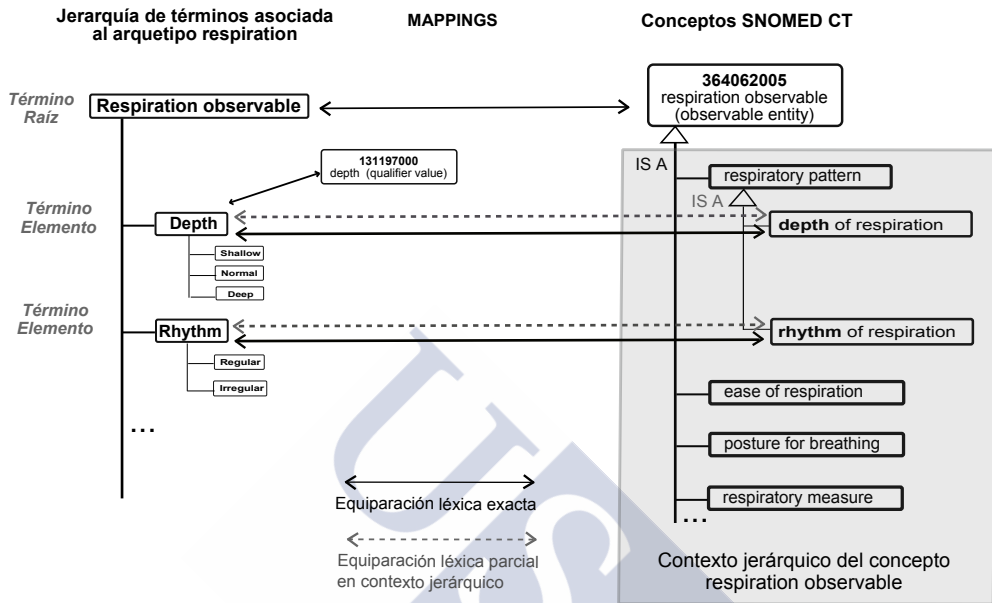 Jerarquía de términos asociada
al arquetipo respiration
MAPPINGS
Conceptos SNOMED CT
Término
Raíz
Respiration observable
364062005
respiration observable
(observable entity)
IS A
131197000
depth (qualifier value)
respiratory pattern
IS A
Término
Elemento
Depth
depth of respiration
Shallow
Normal
Deep
Término
Elemento
Rhythm
rhythm of respiration
Regular
Irregular
ease of respiration
...
posture for breathing
respiratory measure
...
Equiparación léxica exacta
Equiparación léxica parcial
en contexto jerárquico
Contexto jerárquico del concepto
respiration observable
US